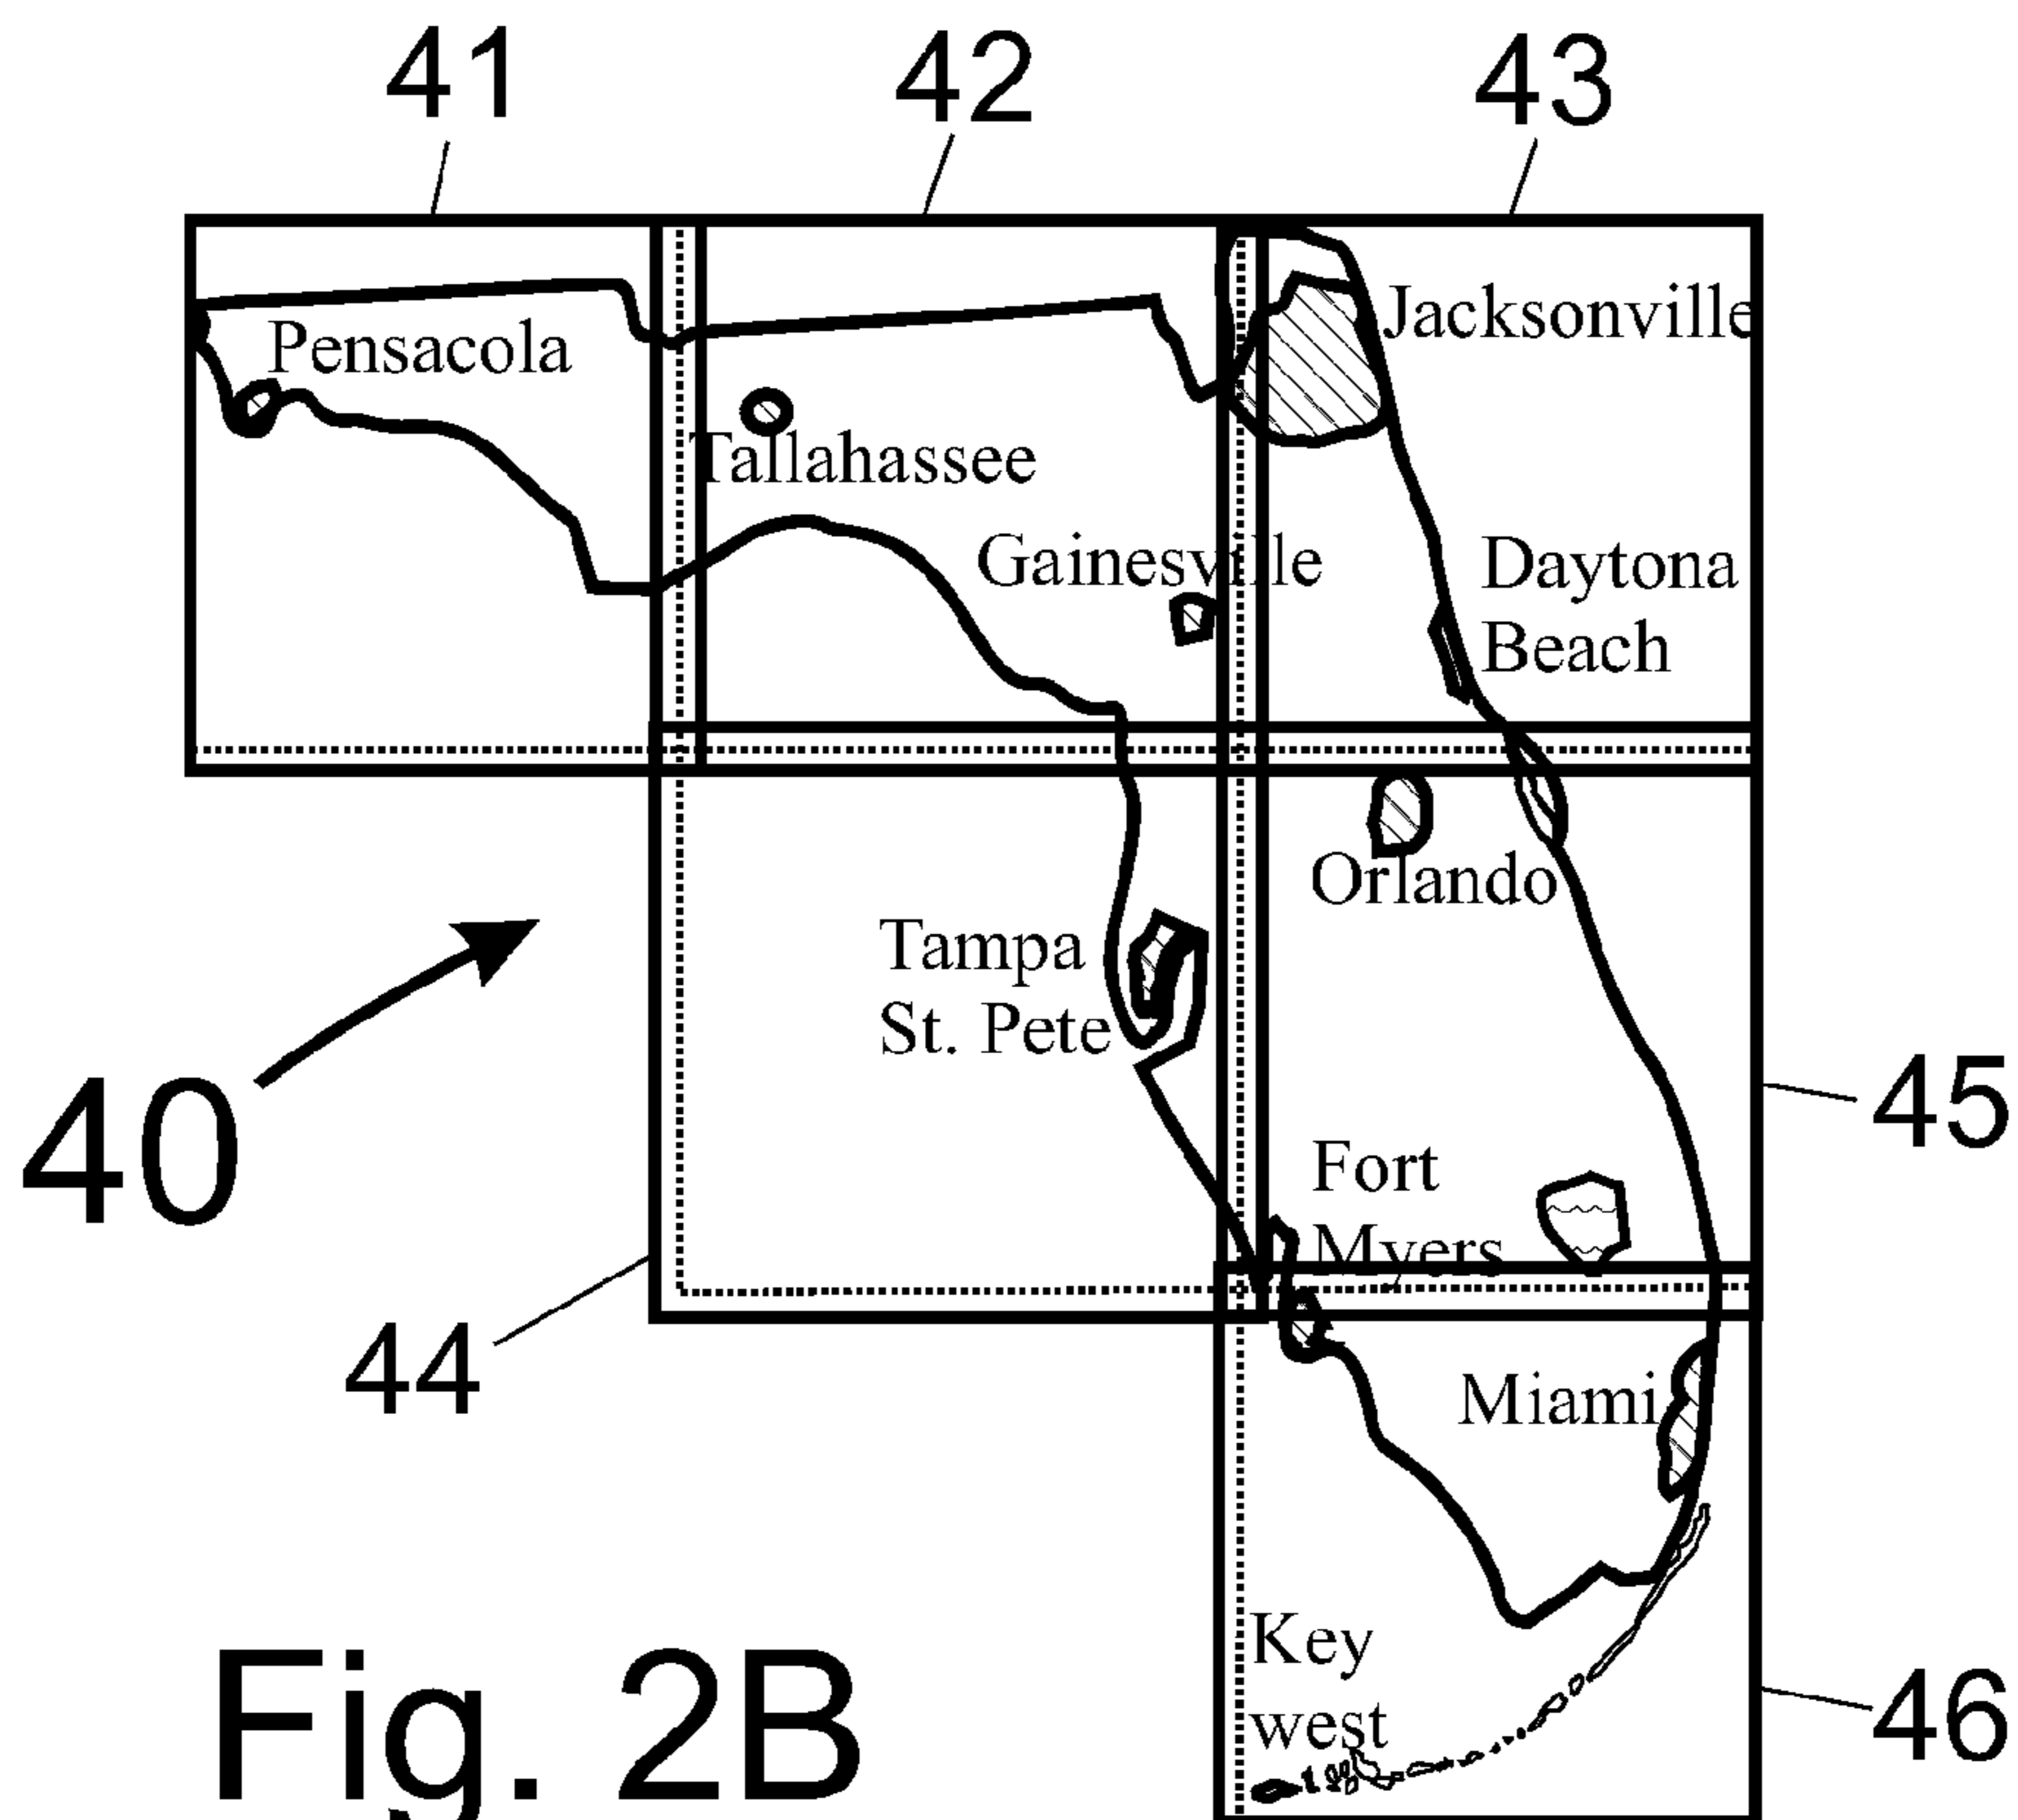 41
42
43
Jacksonville
Pensacola
Tallahassee
Gainesville
Daytona
Beach
Orlando
Tampa
St. Pete
40
45
Fort
Myers
44
Miami
Key
west
46
Fig. 2B